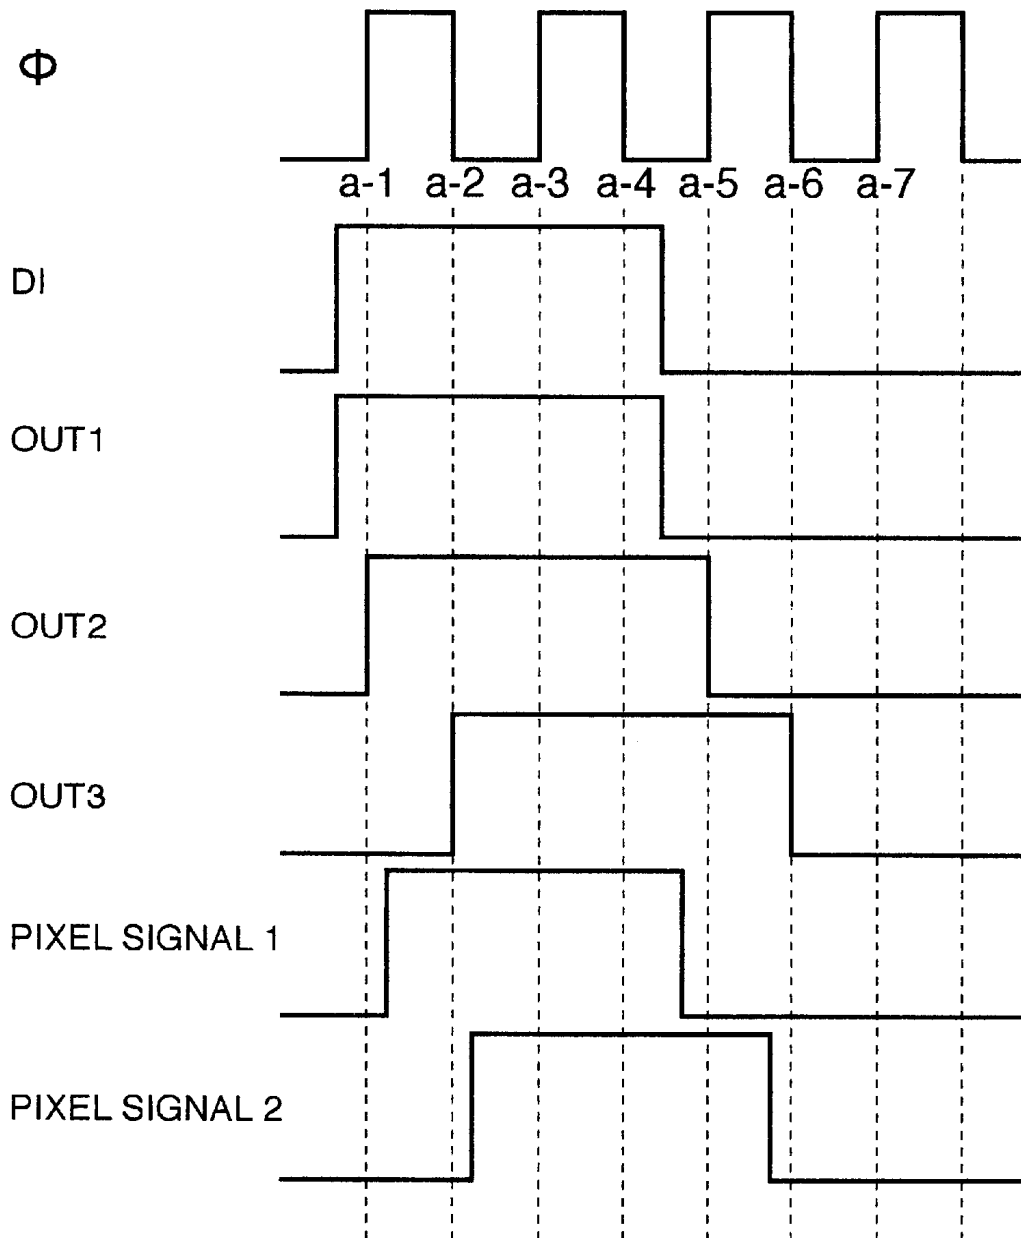 Φ
a-1 a-2 a-3 a-4 a-5 a-6 a-7
DI
OUT1
OUT2
OUT3
PIXEL SIGNAL 1
PIXEL SIGNAL 2